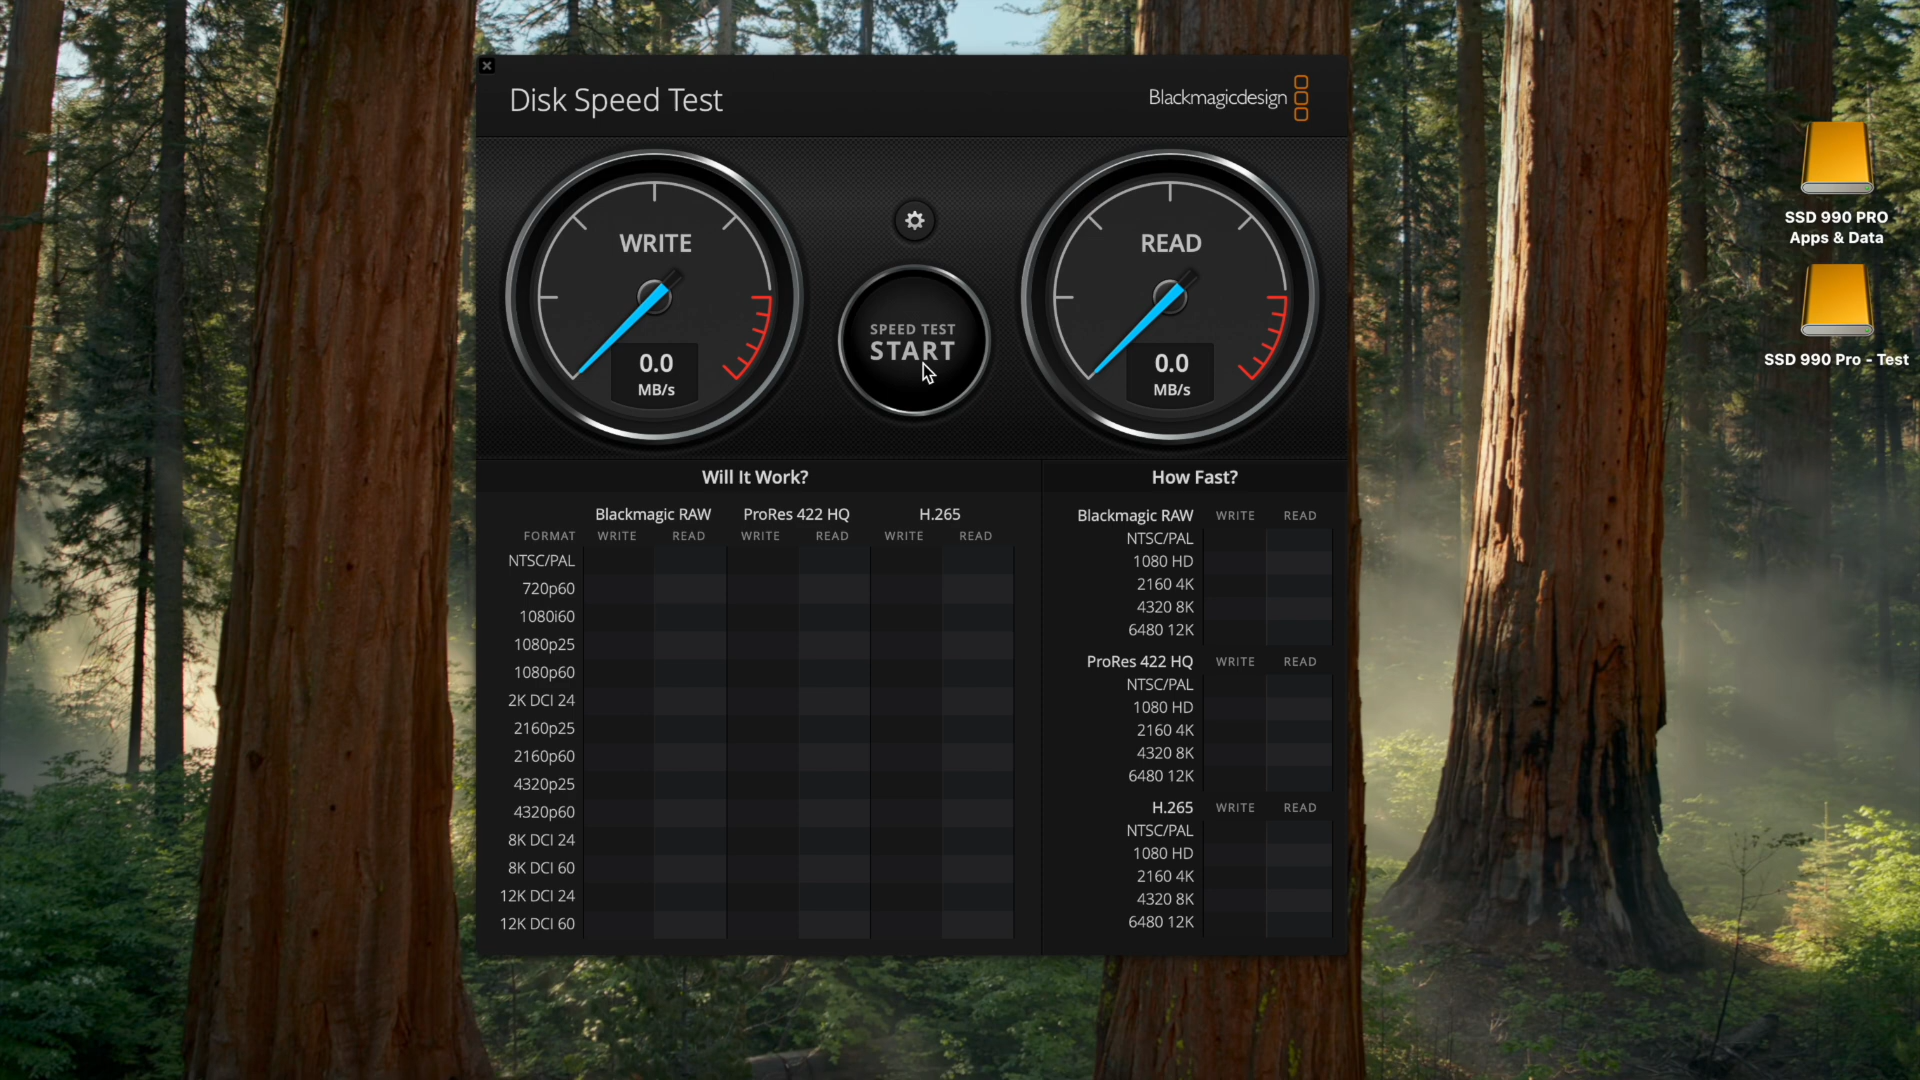 Disk Speed Test
Blackmagicdesign
WRITE
0.0
MB/s
SPEED TEST
START
READ
0.0
MB/s
SSD 990 PRO
Apps & Data
SSD 990 Pro - Test
Will It Work?
Blackmagic RAW ProRes 422 HQ H.265
FORMAT WRITE READ WRITE READ WRITE READ
NTSC/PAL
720p60
1080i60
1080p25
1080p60
2K DCI 24
2160p25
2160p60
4320p25
4320p60
8K DCI 24
8K DCI 60
12K DCI 24
12K DCI 60
How Fast?
Blackmagic RAW WRITE READ
NTSC/PAL
1080 HD
2160 4K
4320 8K
6480 12K
ProRes 422 HQ WRITE READ
NTSC/PAL
1080 HD
2160 4K
4320 8K
6480 12K
H.265 WRITE READ
NTSC/PAL
1080 HD
2160 4K
4320 8K
6480 12K